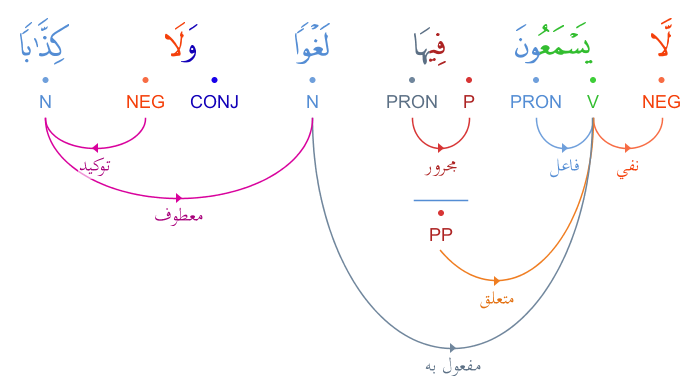 لَّا يَسْمَعُونَ فِيهَا لَغْوًا وَلَا كِذَّٰبًا
N NEG CONJ N PRON P PRON V NEG
توكيد مجرور فاعل نفي
معطوف
PP
متعلق
مفعول به